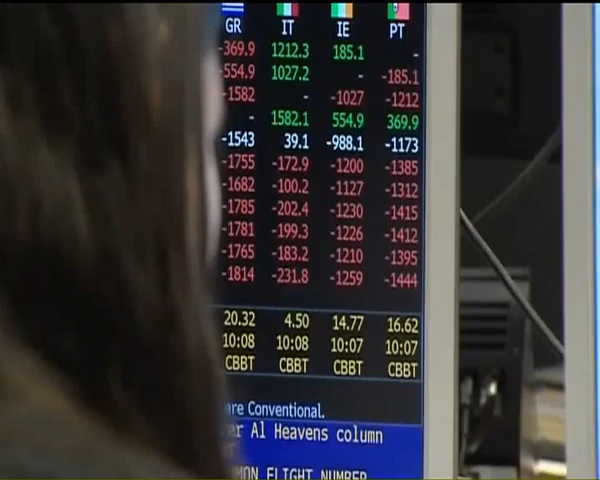 GR IT IE PT
-369.9 1212.3 185.1 -
-554.9 1027.2 - -185.1
-1582 - -1027 -1212
- 1582.1 554.9 369.9
-1543 39.1 -988.1 -1173
-1755 -172.9 -1200 -1385
-1682 -100.2 -1127 -1312
-1785 -202.4 -1230 -1415
-1781 -199.3 -1226 -1412
-1765 -183.2 -1210 -1395
-1814 -231.8 -1259 -1444
20.32 4.50 14.77 16.62
10:08 10:08 10:07 10:07
CBBT CBBT CBBT CBBT
are Conventional.
er Al Heavens column
MON FLIGHT NUMBER